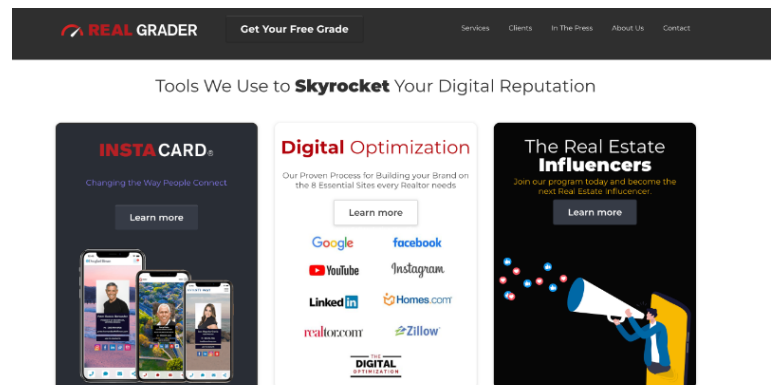 REAL GRADER
Get Your Free Grade
Services
Clients
In The Press
About Us
Contact
Tools We Use to Skyrocket Your Digital Reputation
INSTACARD®
Changing the Way People Connect
Learn more
Digital Optimization
Our Proven Process for Building your Brand on
the 8 Essential Sites every Realtor needs
Learn more
Google
facebook
YouTube
Instagram
Linked in
Homes.com
realtor.com
Zillow
THE
DIGITAL
OPTIMIZATION
The Real Estate
Influencers
Join our program today and become the
next Real Estate Influcencer.
Learn more